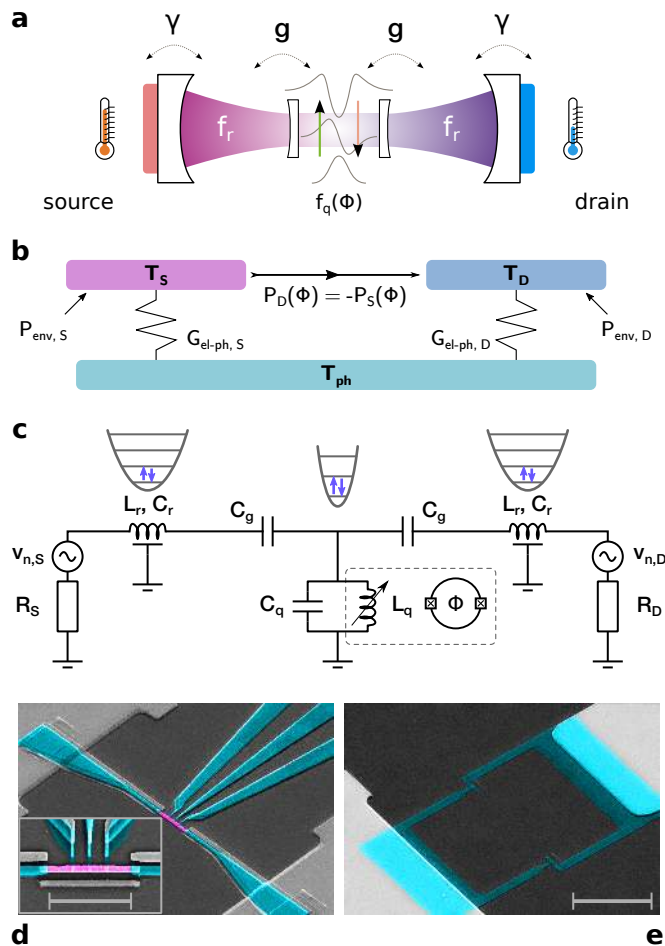 a
γ g g γ
f_r f_r
source f_q(Φ) drain
b
T_S T_D
P_D(Φ) = -P_S(Φ)
P_env, S G_el-ph, S G_el-ph, D P_env, D
T_ph
c
L_r, C_r C_g C_g L_r, C_r
v_n,S v_n,D
C_q L_q Φ
R_S R_D
d e